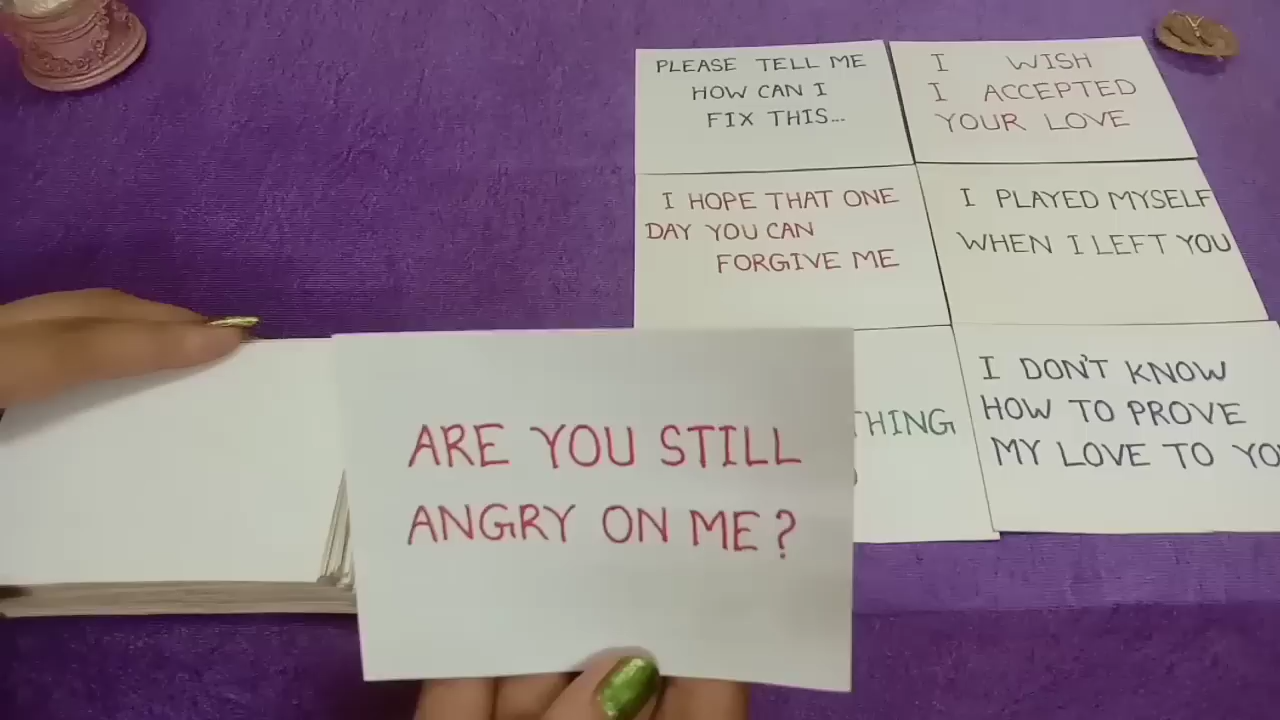 PLEASE TELL ME
HOW CAN I
FIX THIS...
I WISH
I ACCEPTED
YOUR LOVE
I HOPE THAT ONE
DAY YOU CAN
FORGIVE ME
I PLAYED MYSELF
WHEN I LEFT YOU
THING
I DON'T KNOW
HOW TO PROVE
MY LOVE TO YO
ARE YOU STILL
ANGRY ON ME?